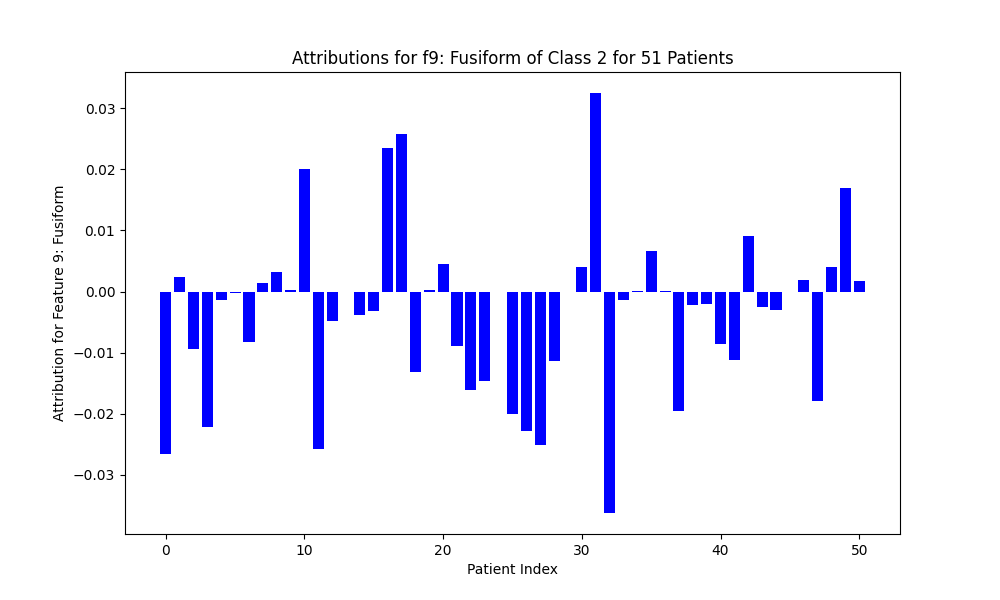 Attributions for f9: Fusiform of Class 2 for 51 Patients
Attribution for Feature 9: Fusiform
0.03
0.02
0.01
0.00
−0.01
−0.02
−0.03
0 10 20 30 40 50
Patient Index